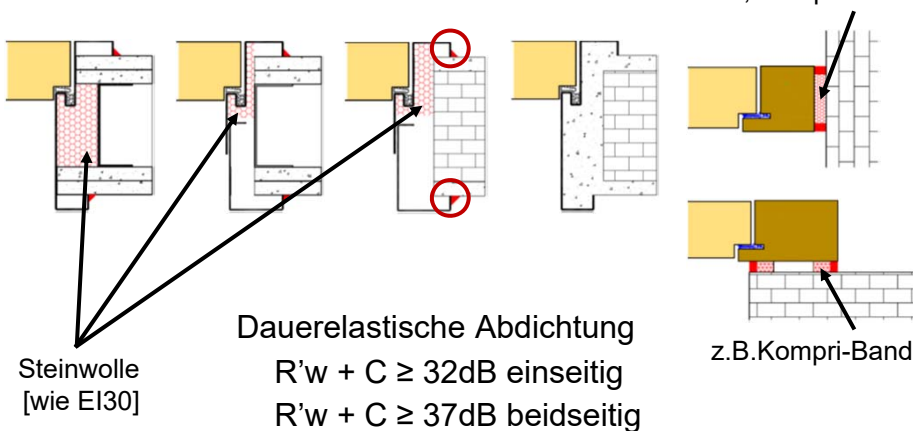 Steinwolle
[wie EI30]
Dauerelastische Abdichtung
R’w + C ≥ 32dB einseitig
R’w + C ≥ 37dB beidseitig
z.B.Kompri-Band